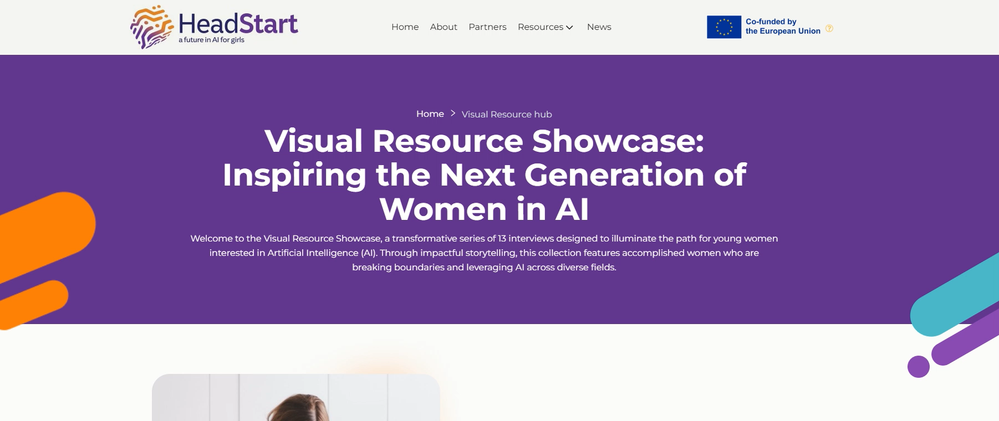 HeadStart
a future in AI for girls
Home About Partners Resources News
Co-funded by
the European Union
?
Home > Visual Resource hub
Visual Resource Showcase:
Inspiring the Next Generation of
Women in AI
Welcome to the Visual Resource Showcase, a transformative series of 13 interviews designed to illuminate the path for young women
interested in Artificial Intelligence (AI). Through impactful storytelling, this collection features accomplished women who are
breaking boundaries and leveraging AI across diverse fields.